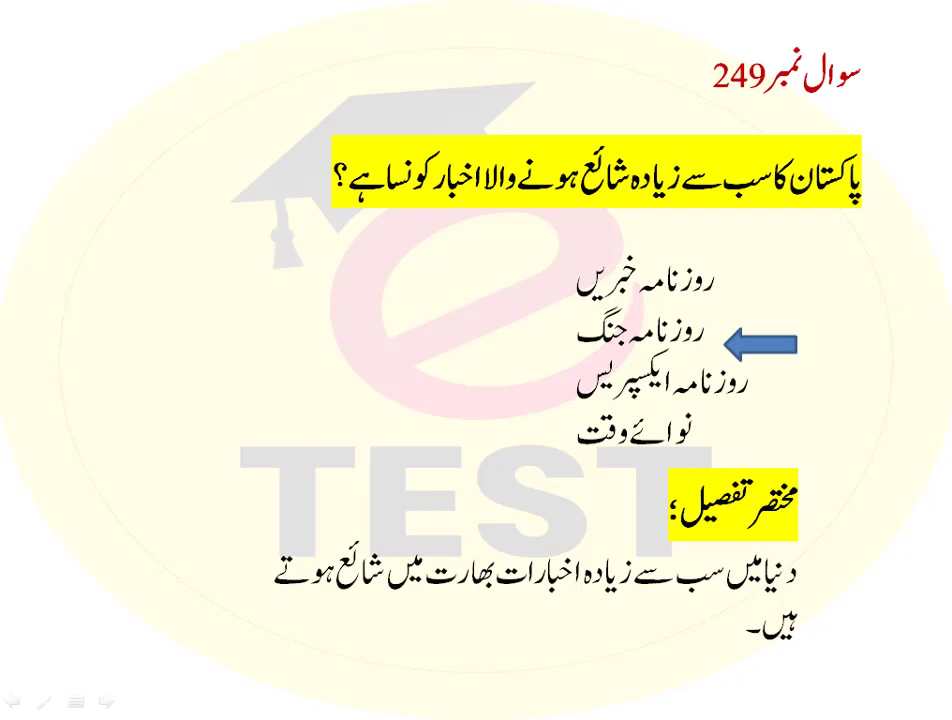 سوال نمبر249
پاکستان کا سب سے زیادہ شائع ہونے والا اخبار کونسا ہے؟
روزنامہ خبریں
روزنامہ جنگ
روزنامہ ایکسپریس
نوائے وقت
مختصر تفصیل؛
دنیا میں سب سے زیادہ اخبارات بھارت میں شائع ہوتے
ہیں۔
e
TEST